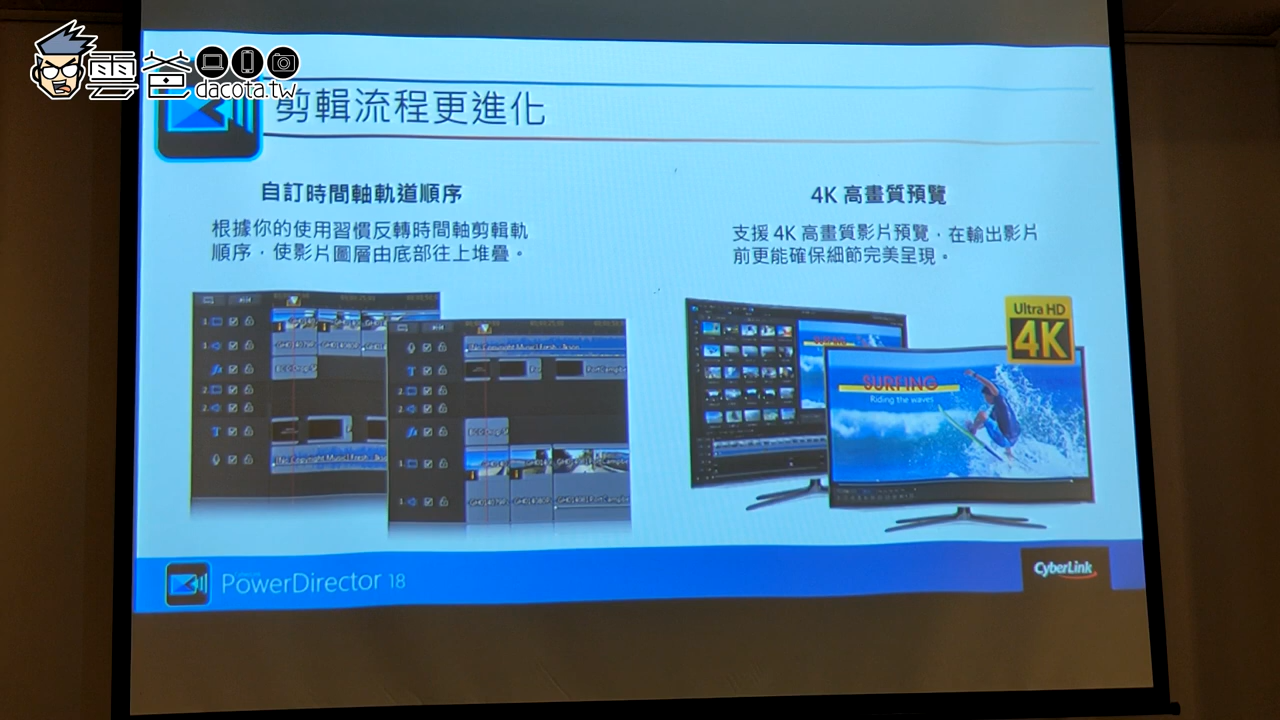 雲爸
dacota.tw
剪輯流程更進化
自訂時間軸軌道順序
根據你的使用習慣反轉時間軸剪輯軌
順序，使影片圖層由底部往上堆疊。
4K 高畫質預覽
支援 4K 高畫質影片預覽，在輸出影片
前更能確保細節完美呈現。
Ultra HD
4K
SURFING
Riding the waves
PowerDirector 18
CyberLink